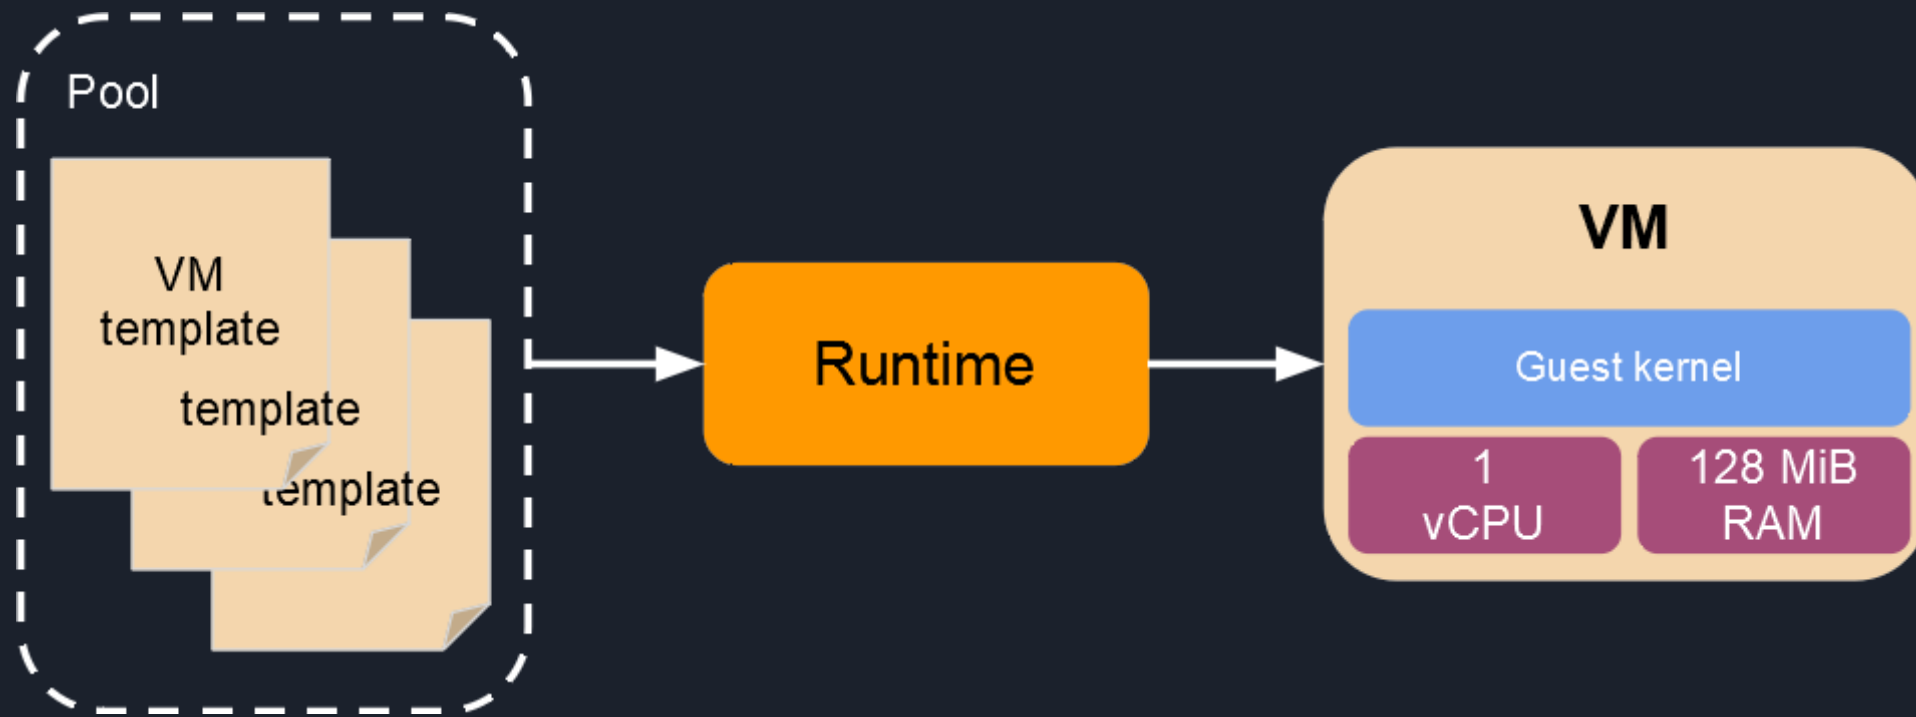 Pool
VM
template
template
template
Runtime
VM
Guest kernel
1
vCPU
128 MiB
RAM